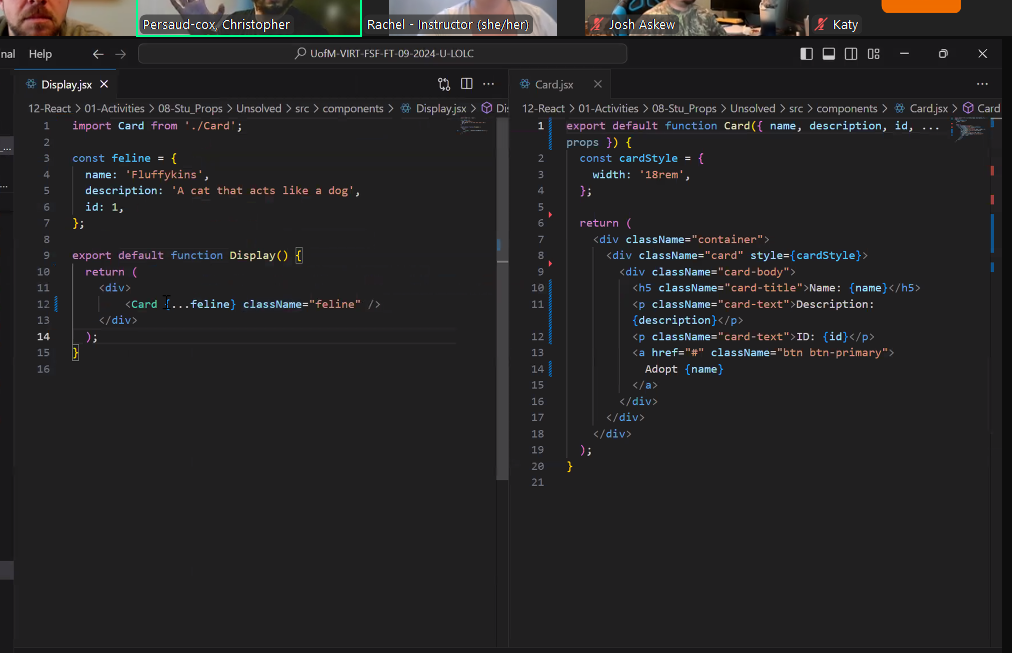 Persaud-cox, Christopher
Rachel - Instructor (she/her)
Josh Askew
Katy
nal Help
UofM-VIRT-FSF-FT-09-2024-U-LOLC
Display.jsx
12-React > 01-Activities > 08-Stu_Props > Unsolved > src > components > Display.jsx > Dis
1 import Card from './Card';
2
3 const feline = {
4 name: 'Fluffykins',
5 description: 'A cat that acts like a dog',
6 id: 1,
7 };
8
9 export default function Display() {
10 return (
11 <div>
12 <Card {...feline} className="feline" />
13 </div>
14 );
15 }
16
Card.jsx
12-React > 01-Activities > 08-Stu_Props > Unsolved > src > components > Card.jsx > Card
1 export default function Card({ name, description, id, ...
props }) {
2 const cardStyle = {
3 width: '18rem',
4 };
5
6 return (
7 <div className="container">
8 <div className="card" style={cardStyle}>
9 <div className="card-body">
10 <h5 className="card-title">Name: {name}</h5>
11 <p className="card-text">Description:
{description}</p>
12 <p className="card-text">ID: {id}</p>
13 <a href="#" className="btn btn-primary">
14 Adopt {name}
15 </a>
16 </div>
17 </div>
18 </div>
19 );
20 }
21